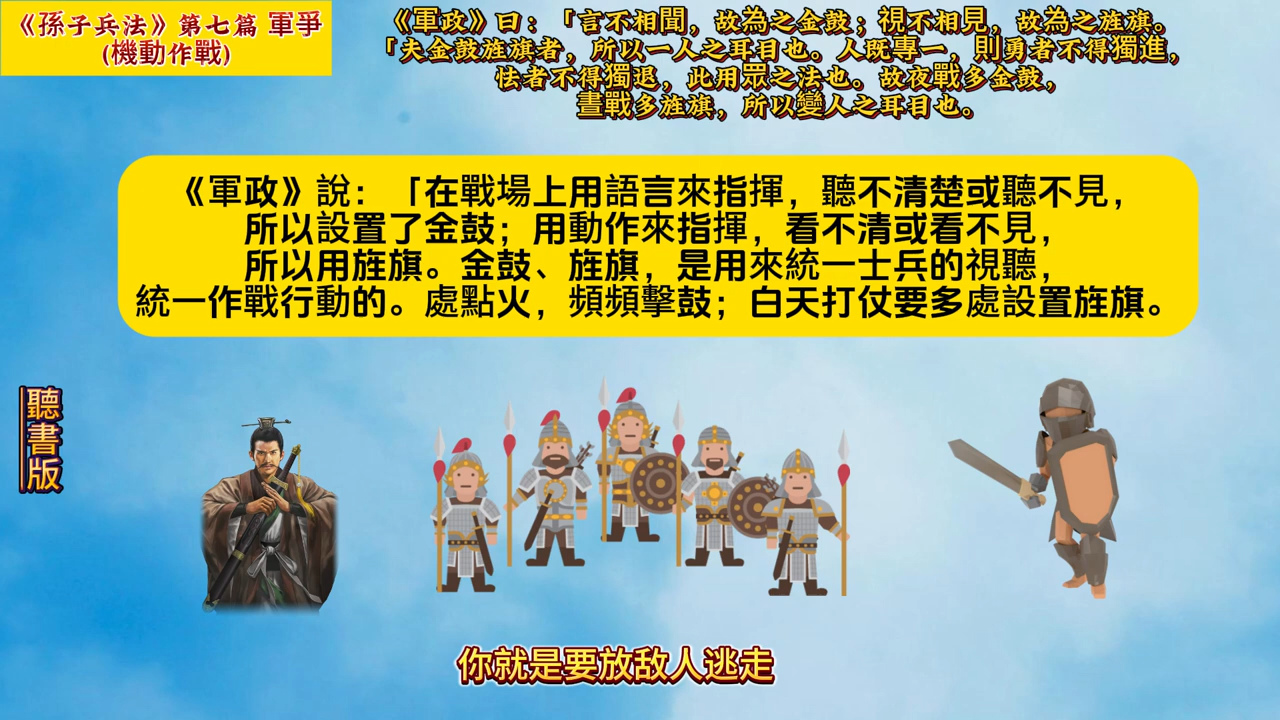 《孫子兵法》第七篇 軍爭
(機動作戰)
《軍政》曰：「言不相聞，故為之金鼓；視不相見，故為之旌旗。
「夫金鼓旌旗者，所以一人之耳目也。人既專一，則勇者不得獨進，
怯者不得獨退，此用眾之法也。故夜戰多金鼓，
晝戰多旌旗，所以變人之耳目也。
《軍政》說：「在戰場上用語言來指揮，聽不清楚或聽不見，
所以設置了金鼓；用動作來指揮，看不清或看不見，
所以用旌旗。金鼓、旌旗，是用來統一士兵的視聽，
統一作戰行動的。處點火，頻頻擊鼓；白天打仗要多處設置旌旗。
聽書版
你就是要放敌人逃走